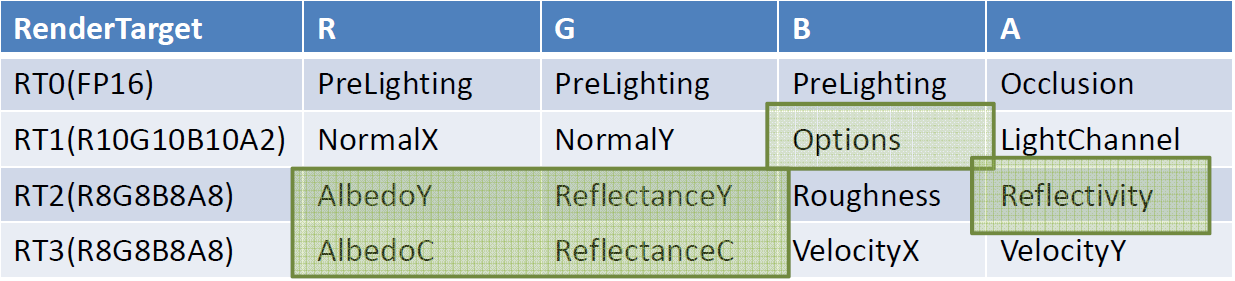 RenderTarget R G B A
RT0(FP16) PreLighting PreLighting PreLighting Occlusion
RT1(R10G10B10A2) NormalX NormalY Options LightChannel
RT2(R8G8B8A8) AlbedoY ReflectanceY Roughness Reflectivity
RT3(R8G8B8A8) AlbedoC ReflectanceC VelocityX VelocityY